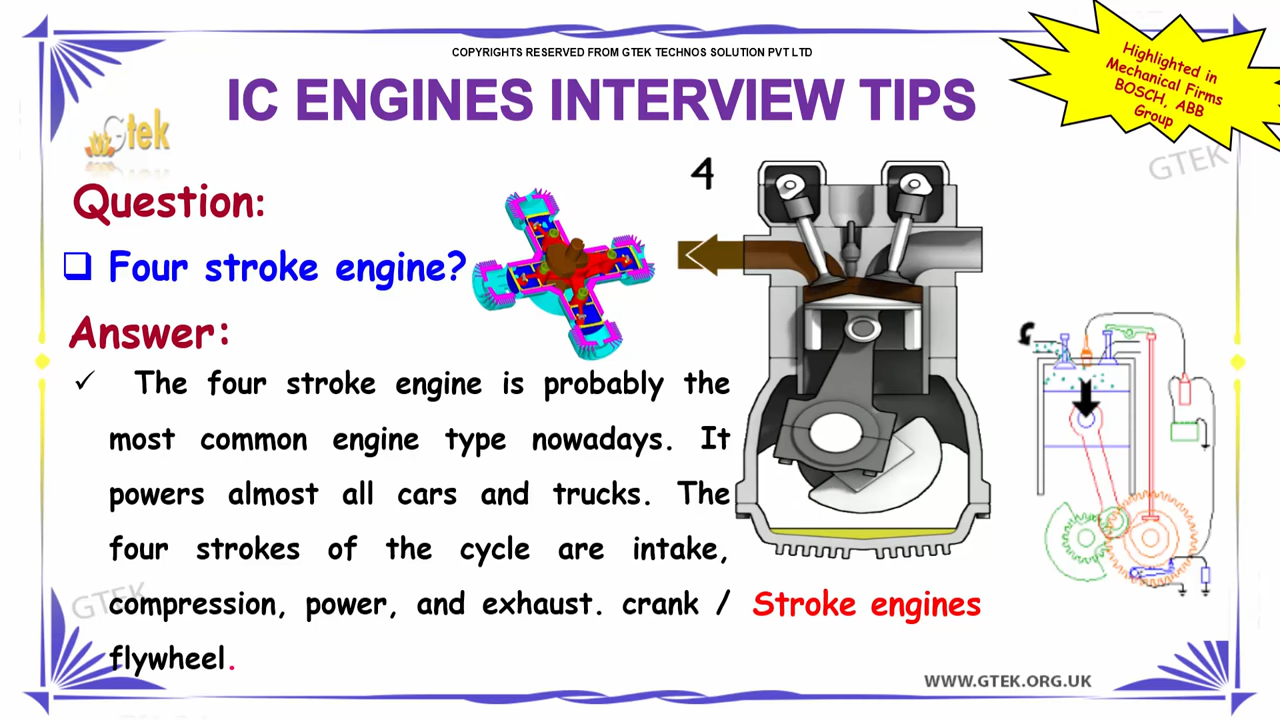 COPYRIGHTS RESERVED FROM GTEK TECHNOS SOLUTION PVT LTD
IC ENGINES INTERVIEW TIPS
Highlighted in
Mechanical Firms
BOSCH, ABB
Group
Gtek
GTEK
4
Question:
Four stroke engine?
Answer:
The four stroke engine is probably the
most common engine type nowadays. It
powers almost all cars and trucks. The
four strokes of the cycle are intake,
compression, power, and exhaust. crank /
flywheel.
GTEK
Stroke engines
WWW.GTEK.ORG.UK